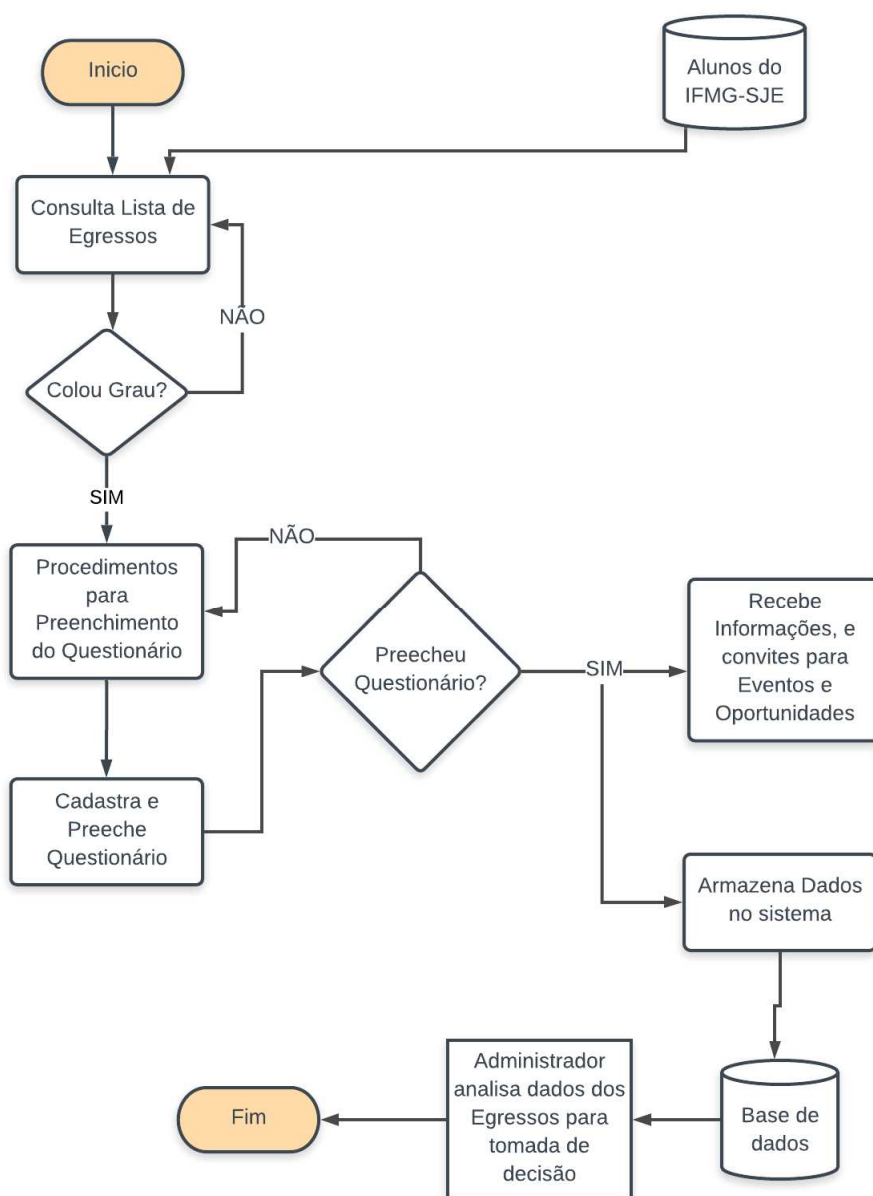 Inicio
Alunos do
IFMG-SJE
Consulta Lista de
Egressos
NÃO
Colou Grau?
SIM
NÃO
Procedimentos
para
Preenchimento
do Questionário
Preecheu
Questionário?
SIM
Recebe
Informações, e
convites para
Eventos e
Oportunidades
Cadastra e
Preeche
Questionário
Armazena Dados
no sistema
Administrador
analisa dados dos
Egressos para
tomada de
decisão
Fim
Base de
dados